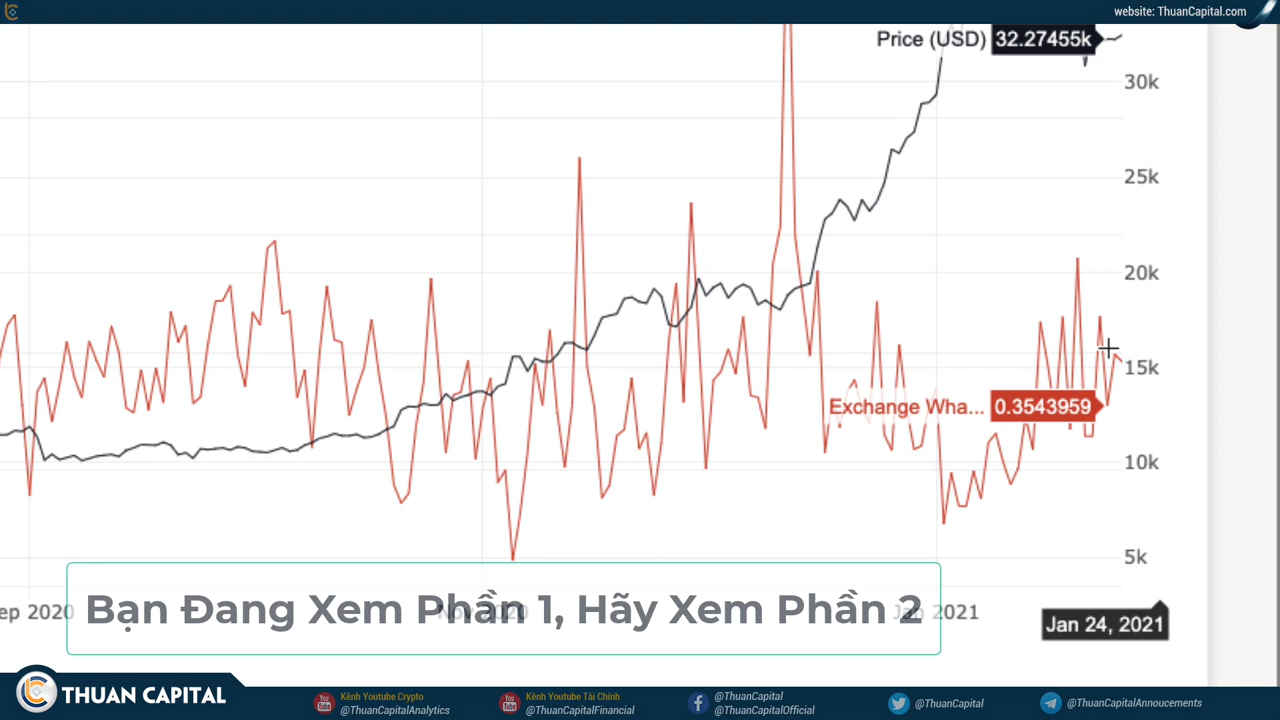 website: ThuanCapital.com
Price (USD) 32.27455k
30k
25k
20k
15k
Exchange Wha... 0.3543959
10k
5k
ep 2020
Nov 2020
Jan 2021
Bạn Đang Xem Phần 1, Hãy Xem Phần 2
Jan 24, 2021
THUAN CAPITAL
Kênh Youtube Crypto
@ThuanCapitalAnalytics
Kênh Youtube Tài Chính
@ThuanCapitalFinancial
@ThuanCapital
@ThuanCapitalOfficial
@ThuanCapital
@ThuanCapitalAnnoucements